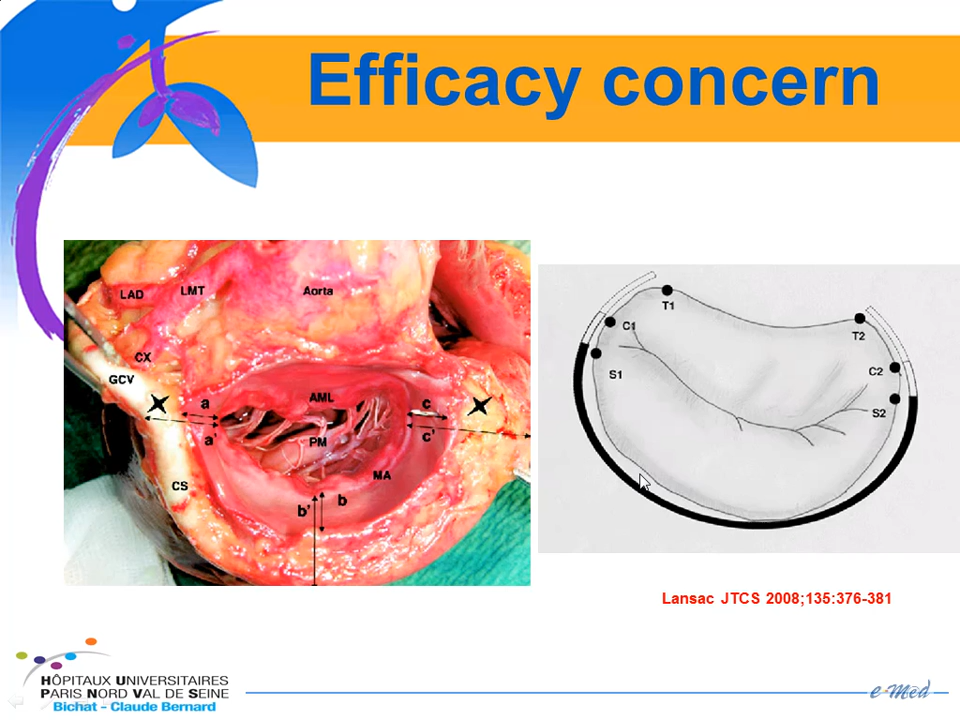 Efficacy concern
LAD
LMT
Aorta
CX
GCV
a
AML
c
a'
PM
c'
MA
CS
b'
b
T1
C1
T2
S1
C2
S2
Lansac JTCS 2008;135:376-381
HÔPITAUX UNIVERSITAIRES
PARIS NORD VAL DE SEINE
Bichat – Claude Bernard
e-Med